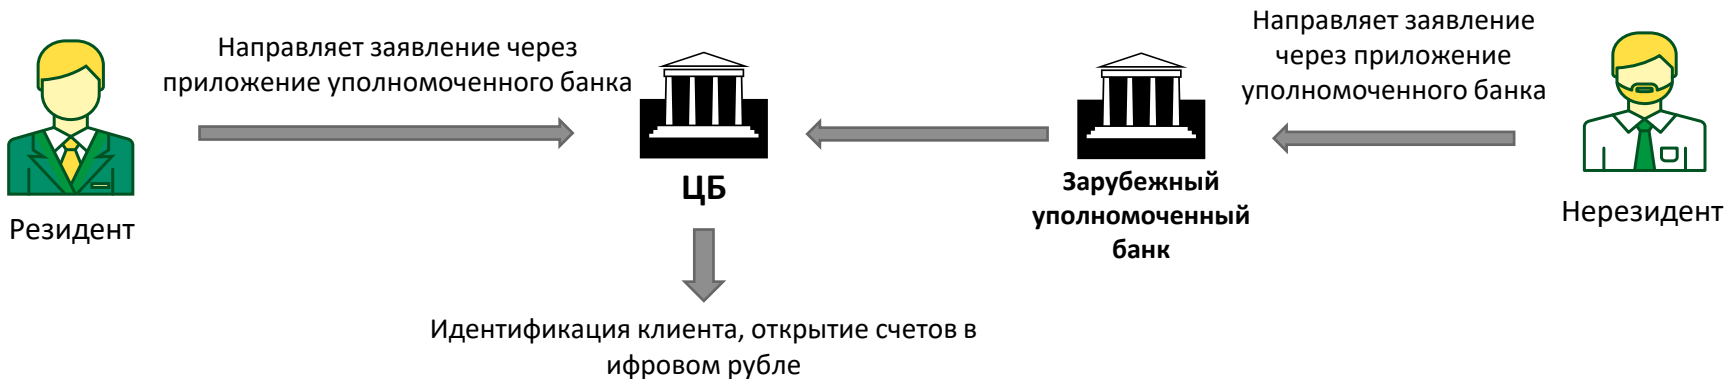 Направляет заявление через
приложение уполномоченного банка
Резидент
ЦБ
Зарубежный
уполномоченный
банк
Направляет заявление
через приложение
уполномоченного банка
Нерезидент
Идентификация клиента, открытие счетов в
ифровом рубле